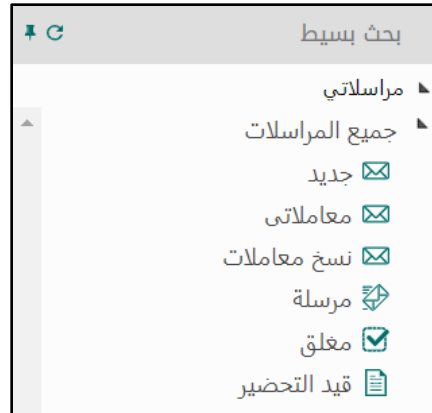 بحث بسيط
مراسلاتي
جميع المراسلات
جديد
معاملاتى
نسخ معاملات
مرسلة
مغلق
قيد التحضير